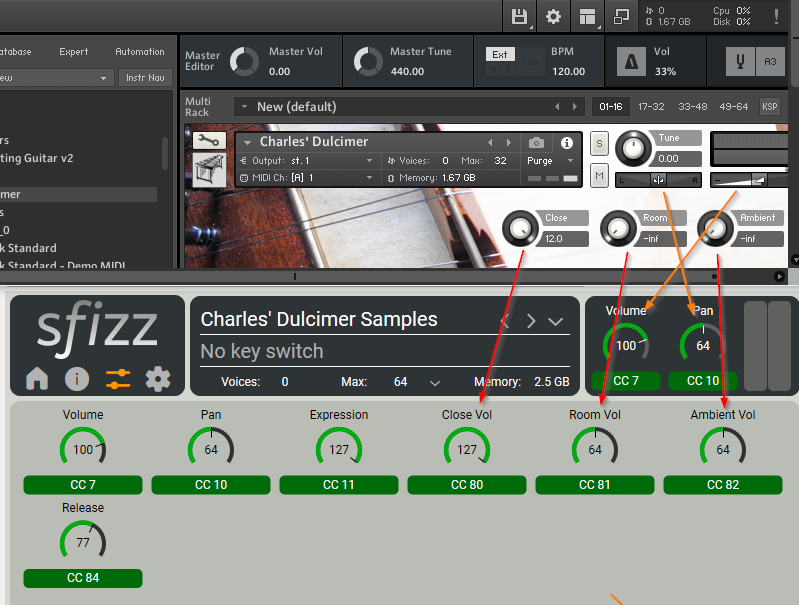 0 Cpu 0%
1.67 GB Disk 0% !
atabase Expert Automation
ew Instr Nav
Master Editor
Master Vol
0.00
Master Tune
440.00
Ext Tap BPM
120.00
Vol
33%
A3
Multi Rack
New (default) 01-16 17-32 33-48 49-64 KSP
rs
ting Guitar v2
mer
s
_0
k Standard
k Standard - Demo MIDI
Charles' Dulcimer i
Output: st. 1 Voices: 0 Max: 32 Purge
MIDI Ch: [A] 1 Memory: 1.67 GB
S
M
Tune
0.00
L R
Close
12.0
Room
-inf
Ambient
-inf
sfizz
i
Charles' Dulcimer Samples
No key switch
Voices: 0 Max: 64 Memory: 2.5 GB
Volume Pan
100 64
CC 7 CC 10
Volume Pan Expression Close Vol Room Vol Ambient Vol
100 64 127 127 64 64
CC 7 CC 10 CC 11 CC 80 CC 81 CC 82
Release
77
CC 84